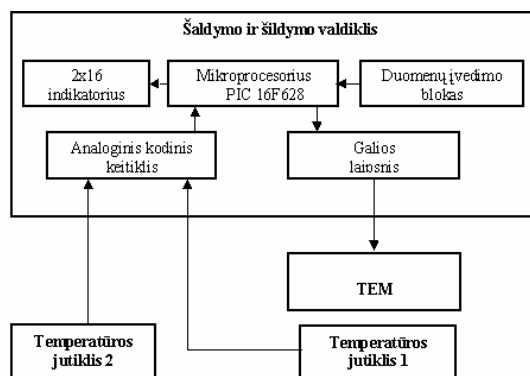 Šaldymo ir šildymo valdiklis
2x16
indikatorius
Mikroprocesorius
PIC 16F628
Duomenų įvedimo
blokas
Analoginis kodinis
keitiklis
Galios
laipsnis
TEM
Temperatūros
jutiklis 2
Temperatūros
jutiklis 1